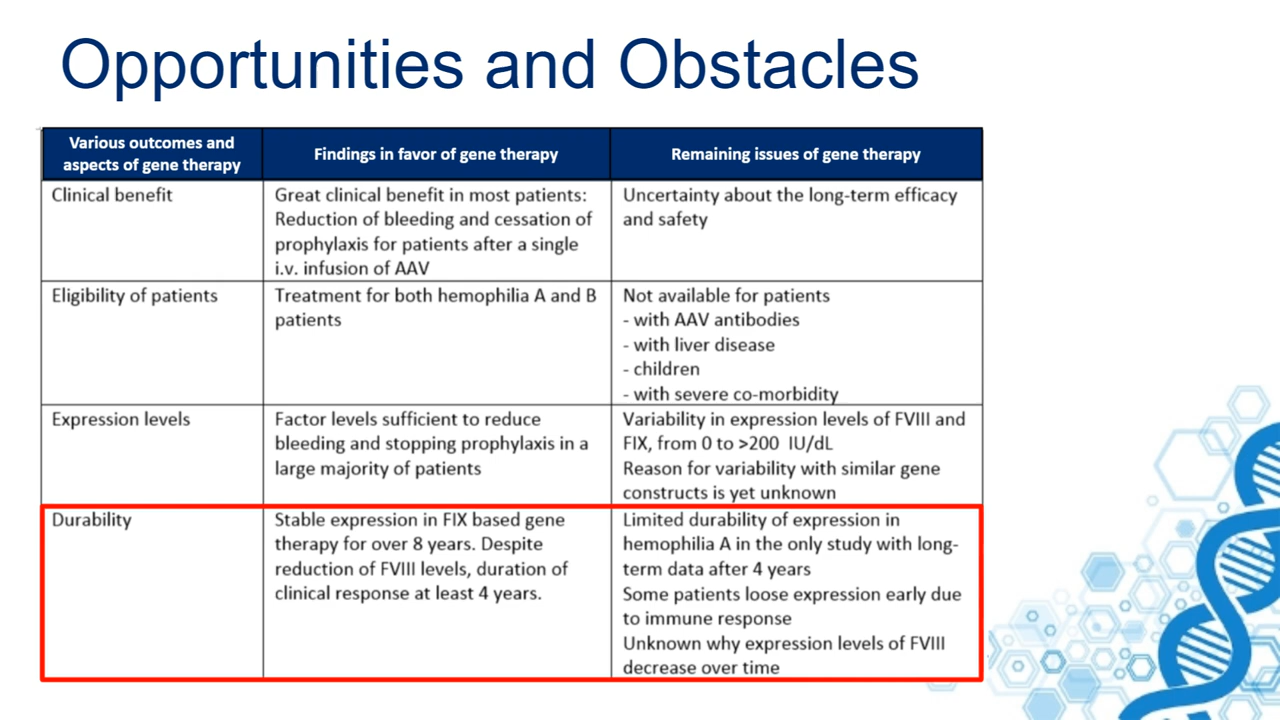 Opportunities and Obstacles
Various outcomes and
aspects of gene therapy
Findings in favor of gene therapy
Remaining issues of gene therapy
Clinical benefit
Great clinical benefit in most patients:
Reduction of bleeding and cessation of
prophylaxis for patients after a single
i.v. infusion of AAV
Uncertainty about the long-term efficacy
and safety
Eligibility of patients
Treatment for both hemophilia A and B
patients
Not available for patients
- with AAV antibodies
- with liver disease
- children
- with severe co-morbidity
Expression levels
Factor levels sufficient to reduce
bleeding and stopping prophylaxis in a
large majority of patients
Variability in expression levels of FVIII and
FIX, from 0 to >200 IU/dL
Reason for variability with similar gene
constructs is yet unknown
Durability
Stable expression in FIX based gene
therapy for over 8 years. Despite
reduction of FVIII levels, duration of
clinical response at least 4 years.
Limited durability of expression in
hemophilia A in the only study with long-
term data after 4 years
Some patients loose expression early due
to immune response
Unknown why expression levels of FVIII
decrease over time